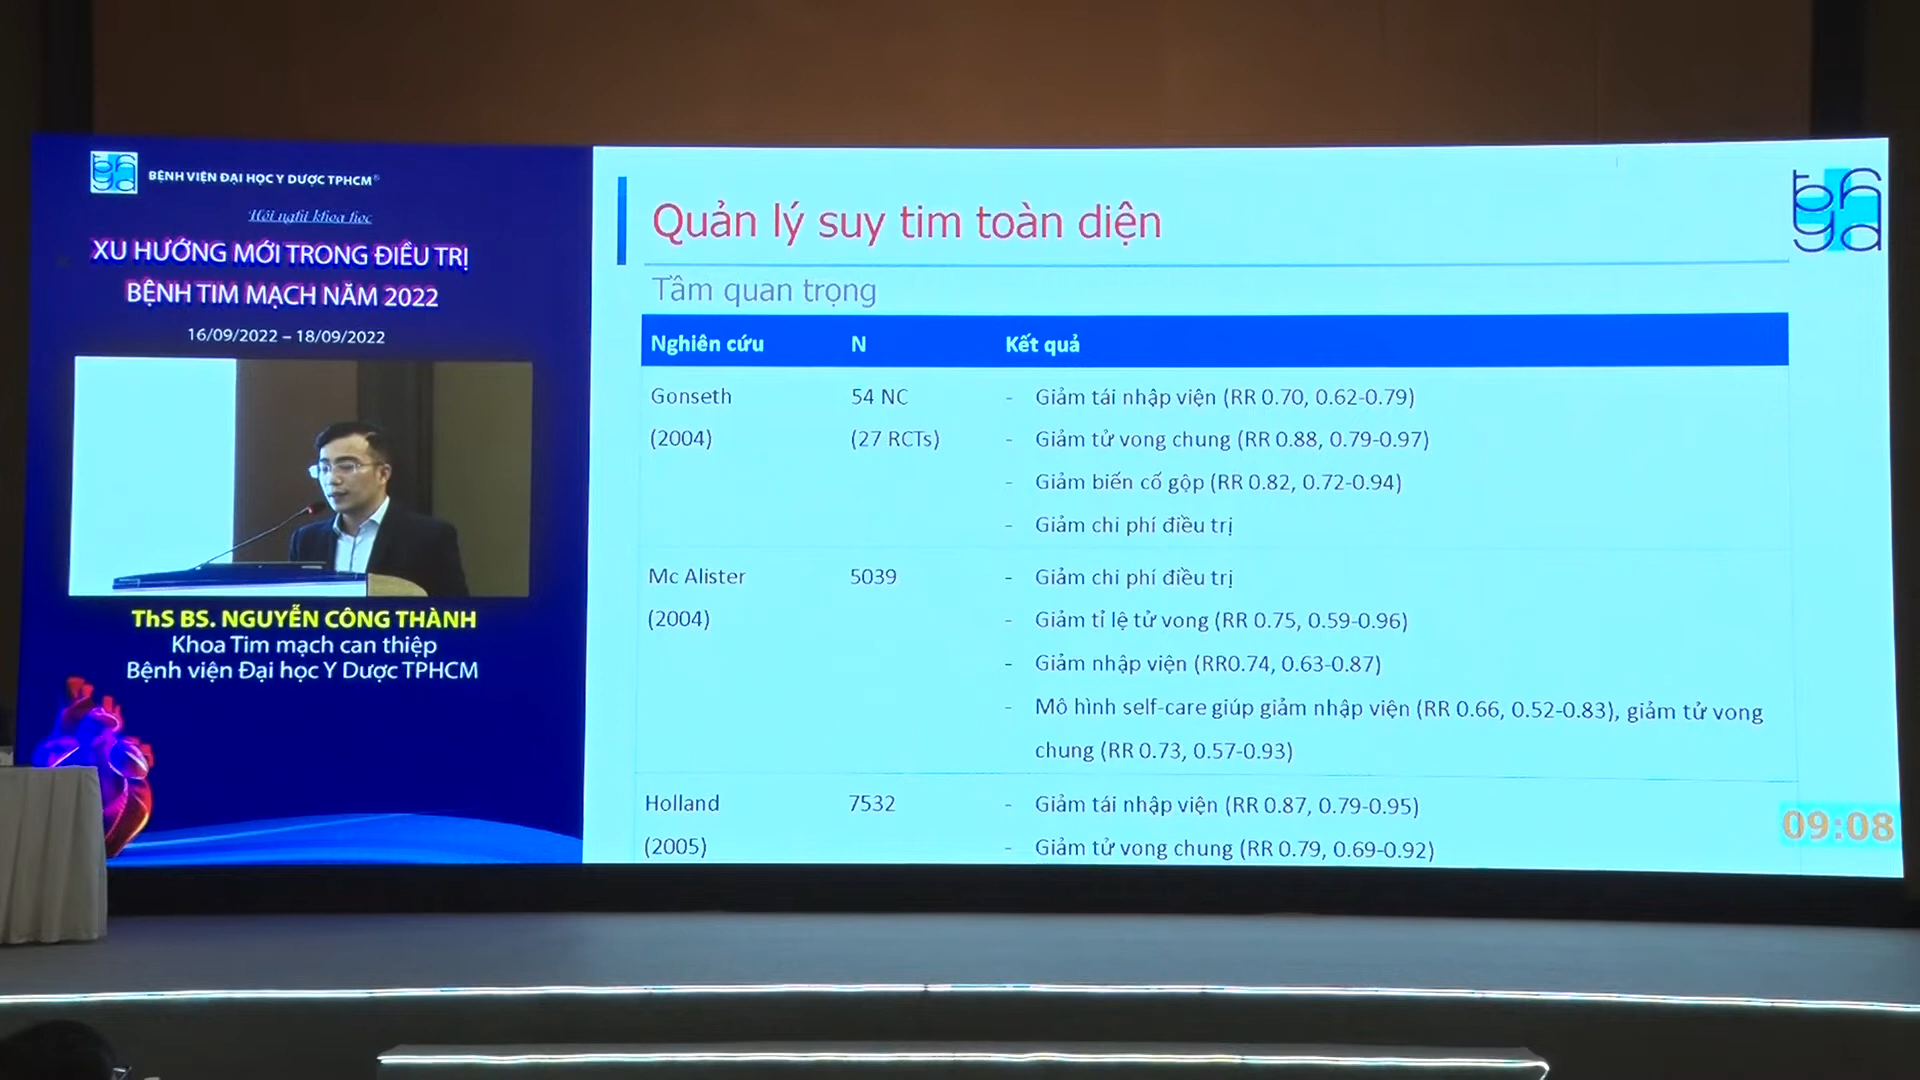 BỆNH VIỆN ĐẠI HỌC Y DƯỢC TPHCM®
Hội nghị khoa học
XU HƯỚNG MỚI TRONG ĐIỀU TRỊ
BỆNH TIM MẠCH NĂM 2022
16/09/2022 – 18/09/2022
ThS BS. NGUYỄN CÔNG THÀNH
Khoa Tim mạch can thiệp
Bệnh viện Đại học Y Dược TPHCM
Quản lý suy tim toàn diện
Tầm quan trọng
Nghiên cứu N Kết quả
Gonseth 54 NC - Giảm tái nhập viện (RR 0.70, 0.62-0.79)
(2004) (27 RCTs) - Giảm tử vong chung (RR 0.88, 0.79-0.97)
- Giảm biến cố gộp (RR 0.82, 0.72-0.94)
- Giảm chi phí điều trị
Mc Alister 5039 - Giảm chi phí điều trị
(2004) - Giảm tỉ lệ tử vong (RR 0.75, 0.59-0.96)
- Giảm nhập viện (RR0.74, 0.63-0.87)
- Mô hình self-care giúp giảm nhập viện (RR 0.66, 0.52-0.83), giảm tử vong
chung (RR 0.73, 0.57-0.93)
Holland 7532 - Giảm tái nhập viện (RR 0.87, 0.79-0.95)
(2005) - Giảm tử vong chung (RR 0.79, 0.69-0.92)
09:08